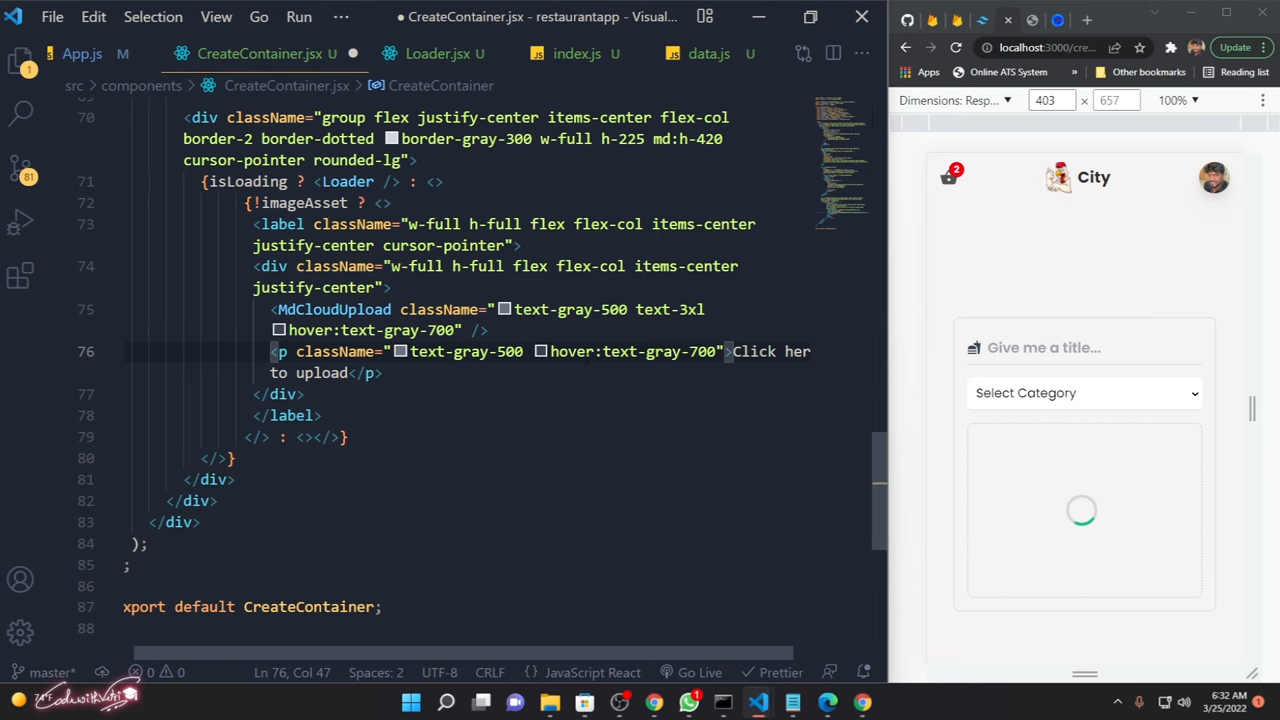 File Edit Selection View Go Run ··· ● CreateContainer.jsx - restaurantapp - Visual...
App.js M CreateContainer.jsx U ● Loader.jsx U index.js U data.js U ···
src > components > CreateContainer.jsx > CreateContainer
70 <div className="group flex justify-center items-center flex-col
border-2 border-dotted border-gray-300 w-full h-225 md:h-420
cursor-pointer rounded-lg">
71 {isLoading ? <Loader /> : <>
72 {!imageAsset ? <>
73 <label className="w-full h-full flex flex-col items-center
justify-center cursor-pointer">
74 <div className="w-full h-full flex flex-col items-center
justify-center">
75 <MdCloudUpload className="text-gray-500 text-3xl
hover:text-gray-700" />
76 <p className="text-gray-500 hover:text-gray-700">Click her
to upload</p>
77 </div>
78 </label>
79 </> : <></>}
80 </>}
81 </div>
82 </div>
83 </div>
84 );
85 ;
86
87 xport default CreateContainer;
88
1
81
master* 0 0 Ln 76, Col 47 Spaces: 2 UTF-8 CRLF {} JavaScript React Go Live Prettier
localhost:3000/cre... Update
Apps Online ATS System » Other bookmarks Reading list
Dimensions: Resp... 403 × 657 100%
2 City
Give me a title...
Select Category
CodewithVetri
1
6:32 AM
3/25/2022